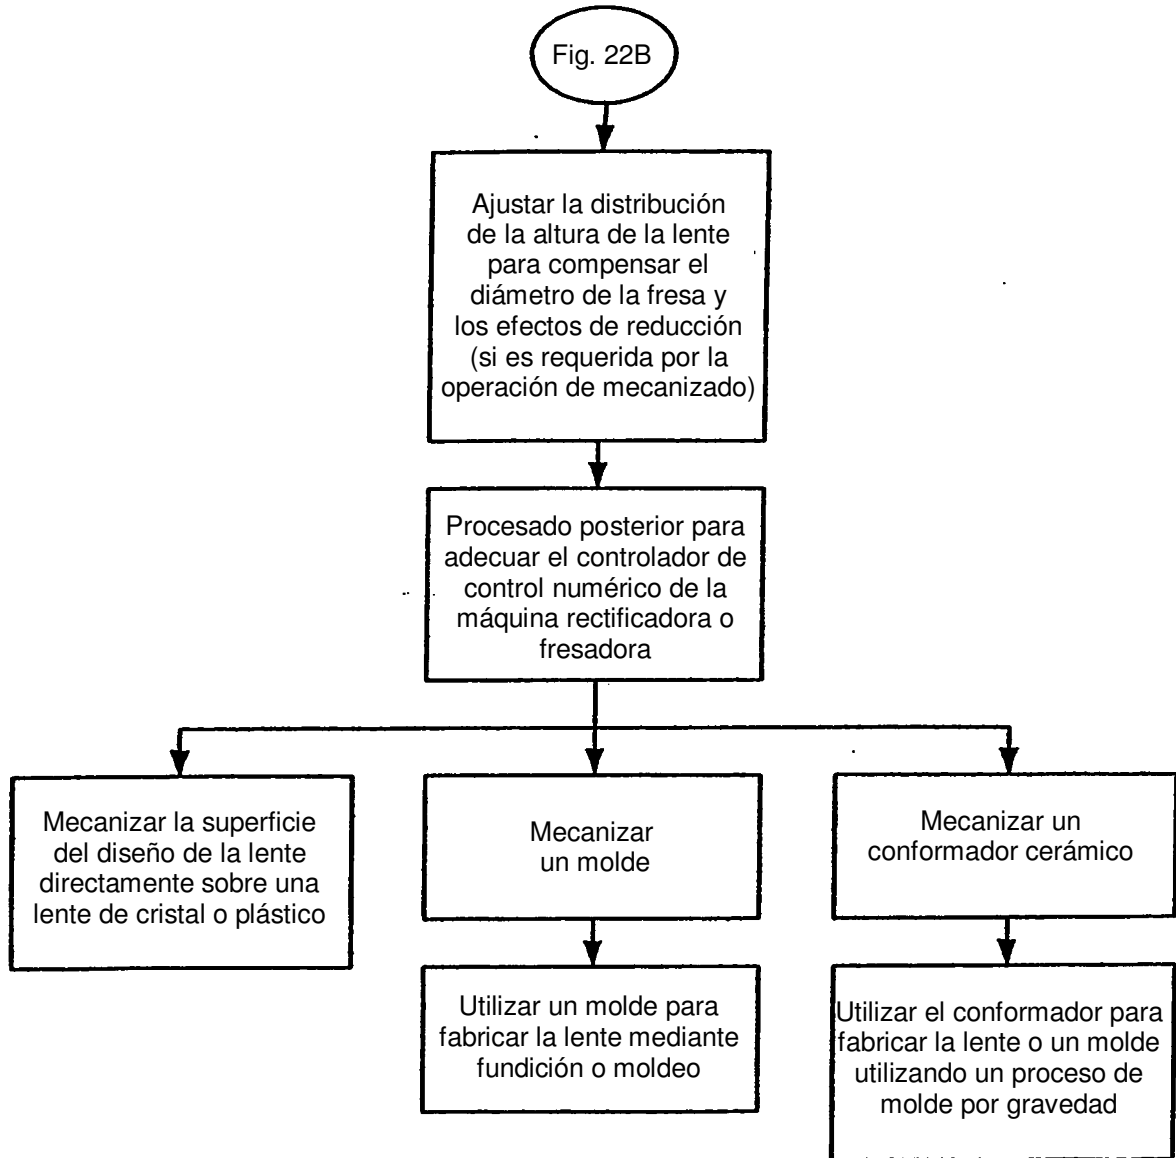 Fig. 22B
Ajustar la distribución
de la altura de la lente
para compensar el
diámetro de la fresa y
los efectos de reducción
(si es requerida por la
operación de mecanizado)
Procesado posterior para
adecuar el controlador de
control numérico de la
máquina rectificadora o
fresadora
Mecanizar la superficie
del diseño de la lente
directamente sobre una
lente de cristal o plástico
Mecanizar
un molde
Mecanizar un
conformador cerámico
Utilizar un molde para
fabricar la lente mediante
fundición o moldeo
Utilizar el conformador para
fabricar la lente o un molde
utilizando un proceso de
molde por gravedad